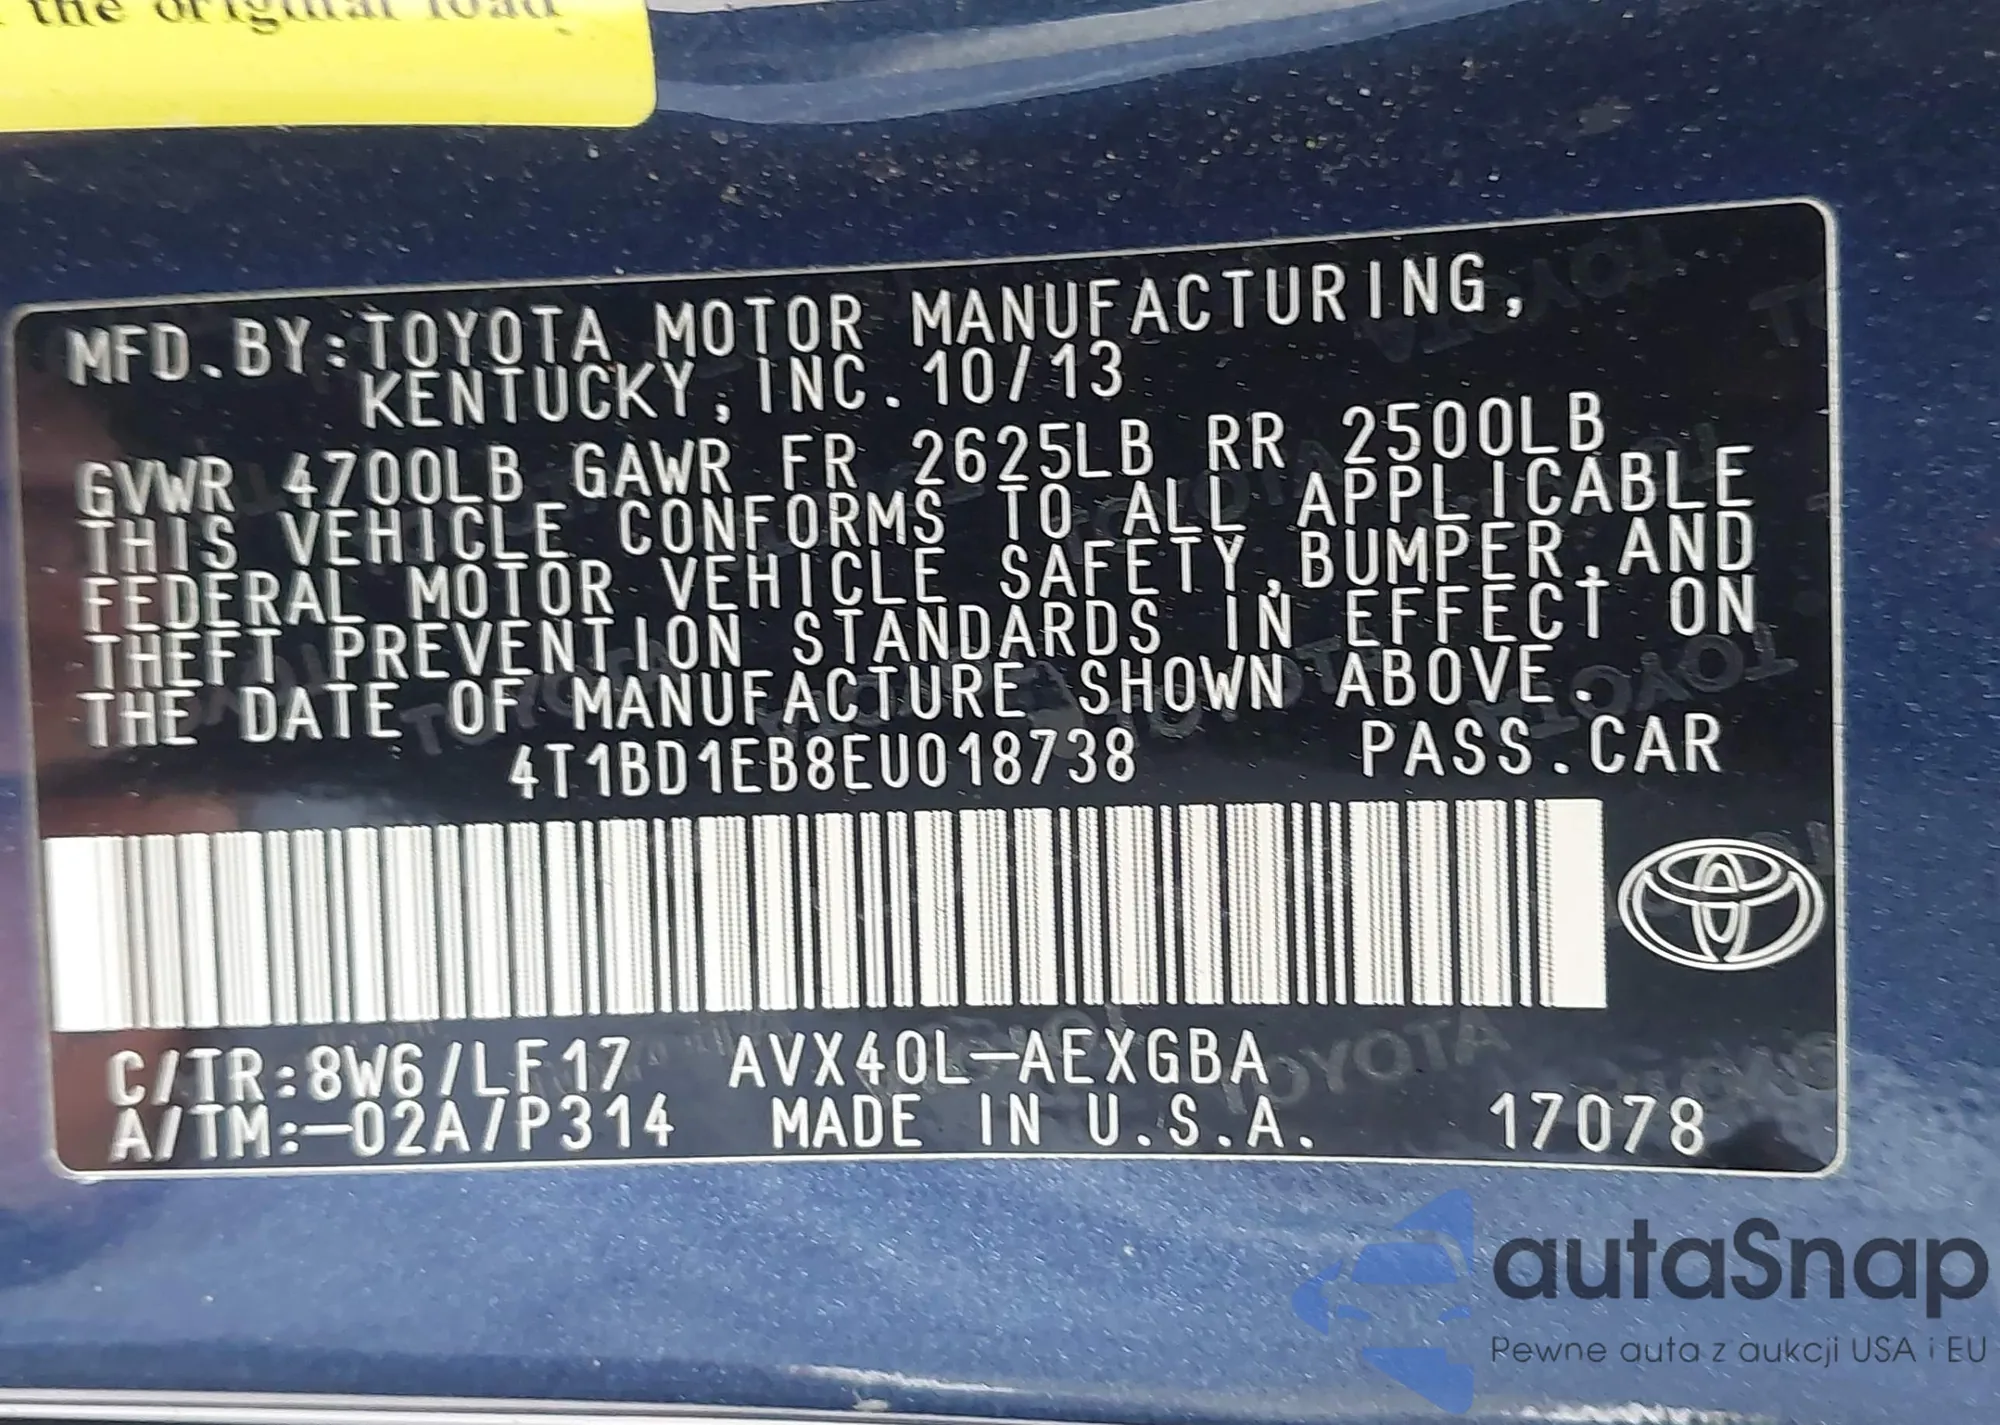 the original load
MFD.BY:TOYOTA MOTOR MANUFACTURING,
KENTUCKY, INC. 10/13
GVWR 4700LB GAWR FR 2625LB RR 2500LB
THIS VEHICLE CONFORMS TO ALL APPLICABLE
FEDERAL MOTOR VEHICLE SAFETY,BUMPER,AND
THEFT PREVENTION STANDARDS IN EFFECT ON
THE DATE OF MANUFACTURE SHOWN ABOVE.
4T1BD1EB8EU018738 PASS.CAR
C/TR:8W6/LF17 AVX40L-AEXGBA
A/TM:-02A/P314 MADE IN U.S.A. 17078
autaSnap
Pewne auta z aukcji USA i EU